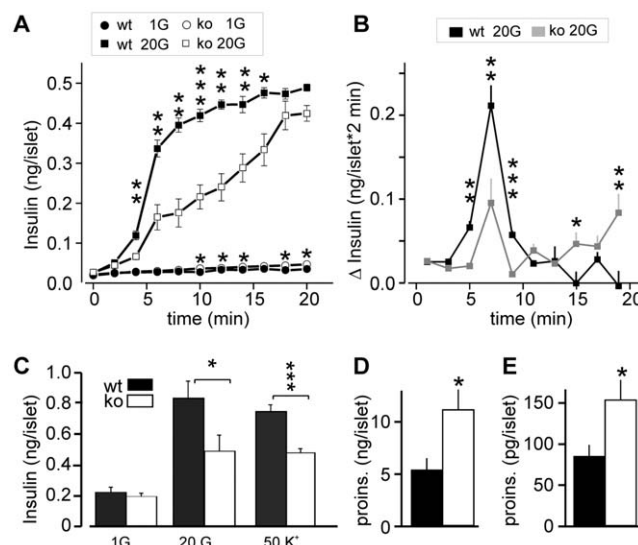 A
wt 1G ko 1G
wt 20G ko 20G
Insulin (ng/islet)
0.5
0.4
0.3
0.2
0.1
0.0
** ** ** *** ** ** *
* * * *
0 5 10 15 20
time (min)
B
wt 20G ko 20G
Δ Insulin (ng/islet*2 min)
0.2
0.1
0.0
** ** *** * **
0 5 10 15 20
time (min)
C
wt
ko
Insulin (ng/islet)
1.0
0.8
0.6
0.4
0.2
0
* ***
1G 20 G 50 K⁺
D
proins. (ng/islet)
10
5
0
*
E
proins. (pg/islet)
150
100
50
0
*